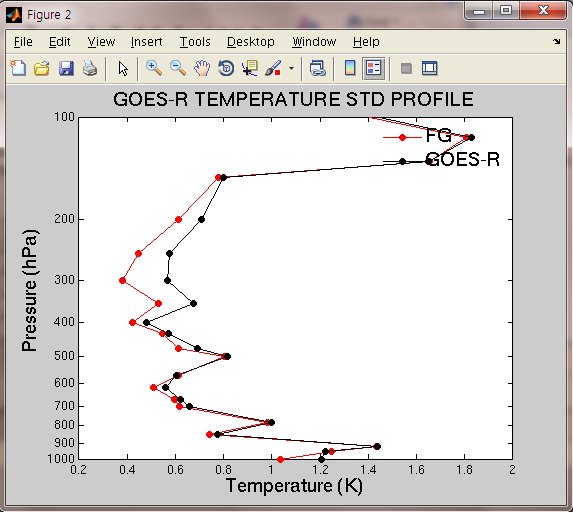 Figure 2
File Edit View Insert Tools Desktop Window Help
GOES-R TEMPERATURE STD PROFILE
100
FG
GOES-R
200
300
400
500
600
700
800
900
1000
Pressure (hPa)
0.2 0.4 0.6 0.8 1 1.2 1.4 1.6 1.8 2
Temperature (K)